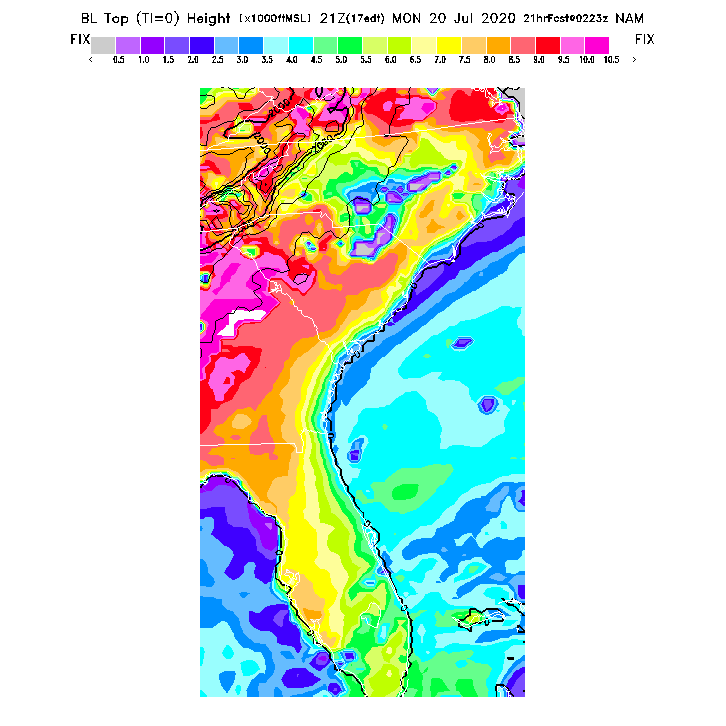 BL Top (TI=0) Height [x1000ftMSL] 21Z(17edt) MON 20 Jul 2020 21hrFcst@0223z NAM
FIX FIX
< 0.5 1.0 1.5 2.0 2.5 3.0 3.5 4.0 4.5 5.0 5.5 6.0 6.5 7.0 7.5 8.0 8.5 9.0 9.5 10.0 10.5 >
2000
2000